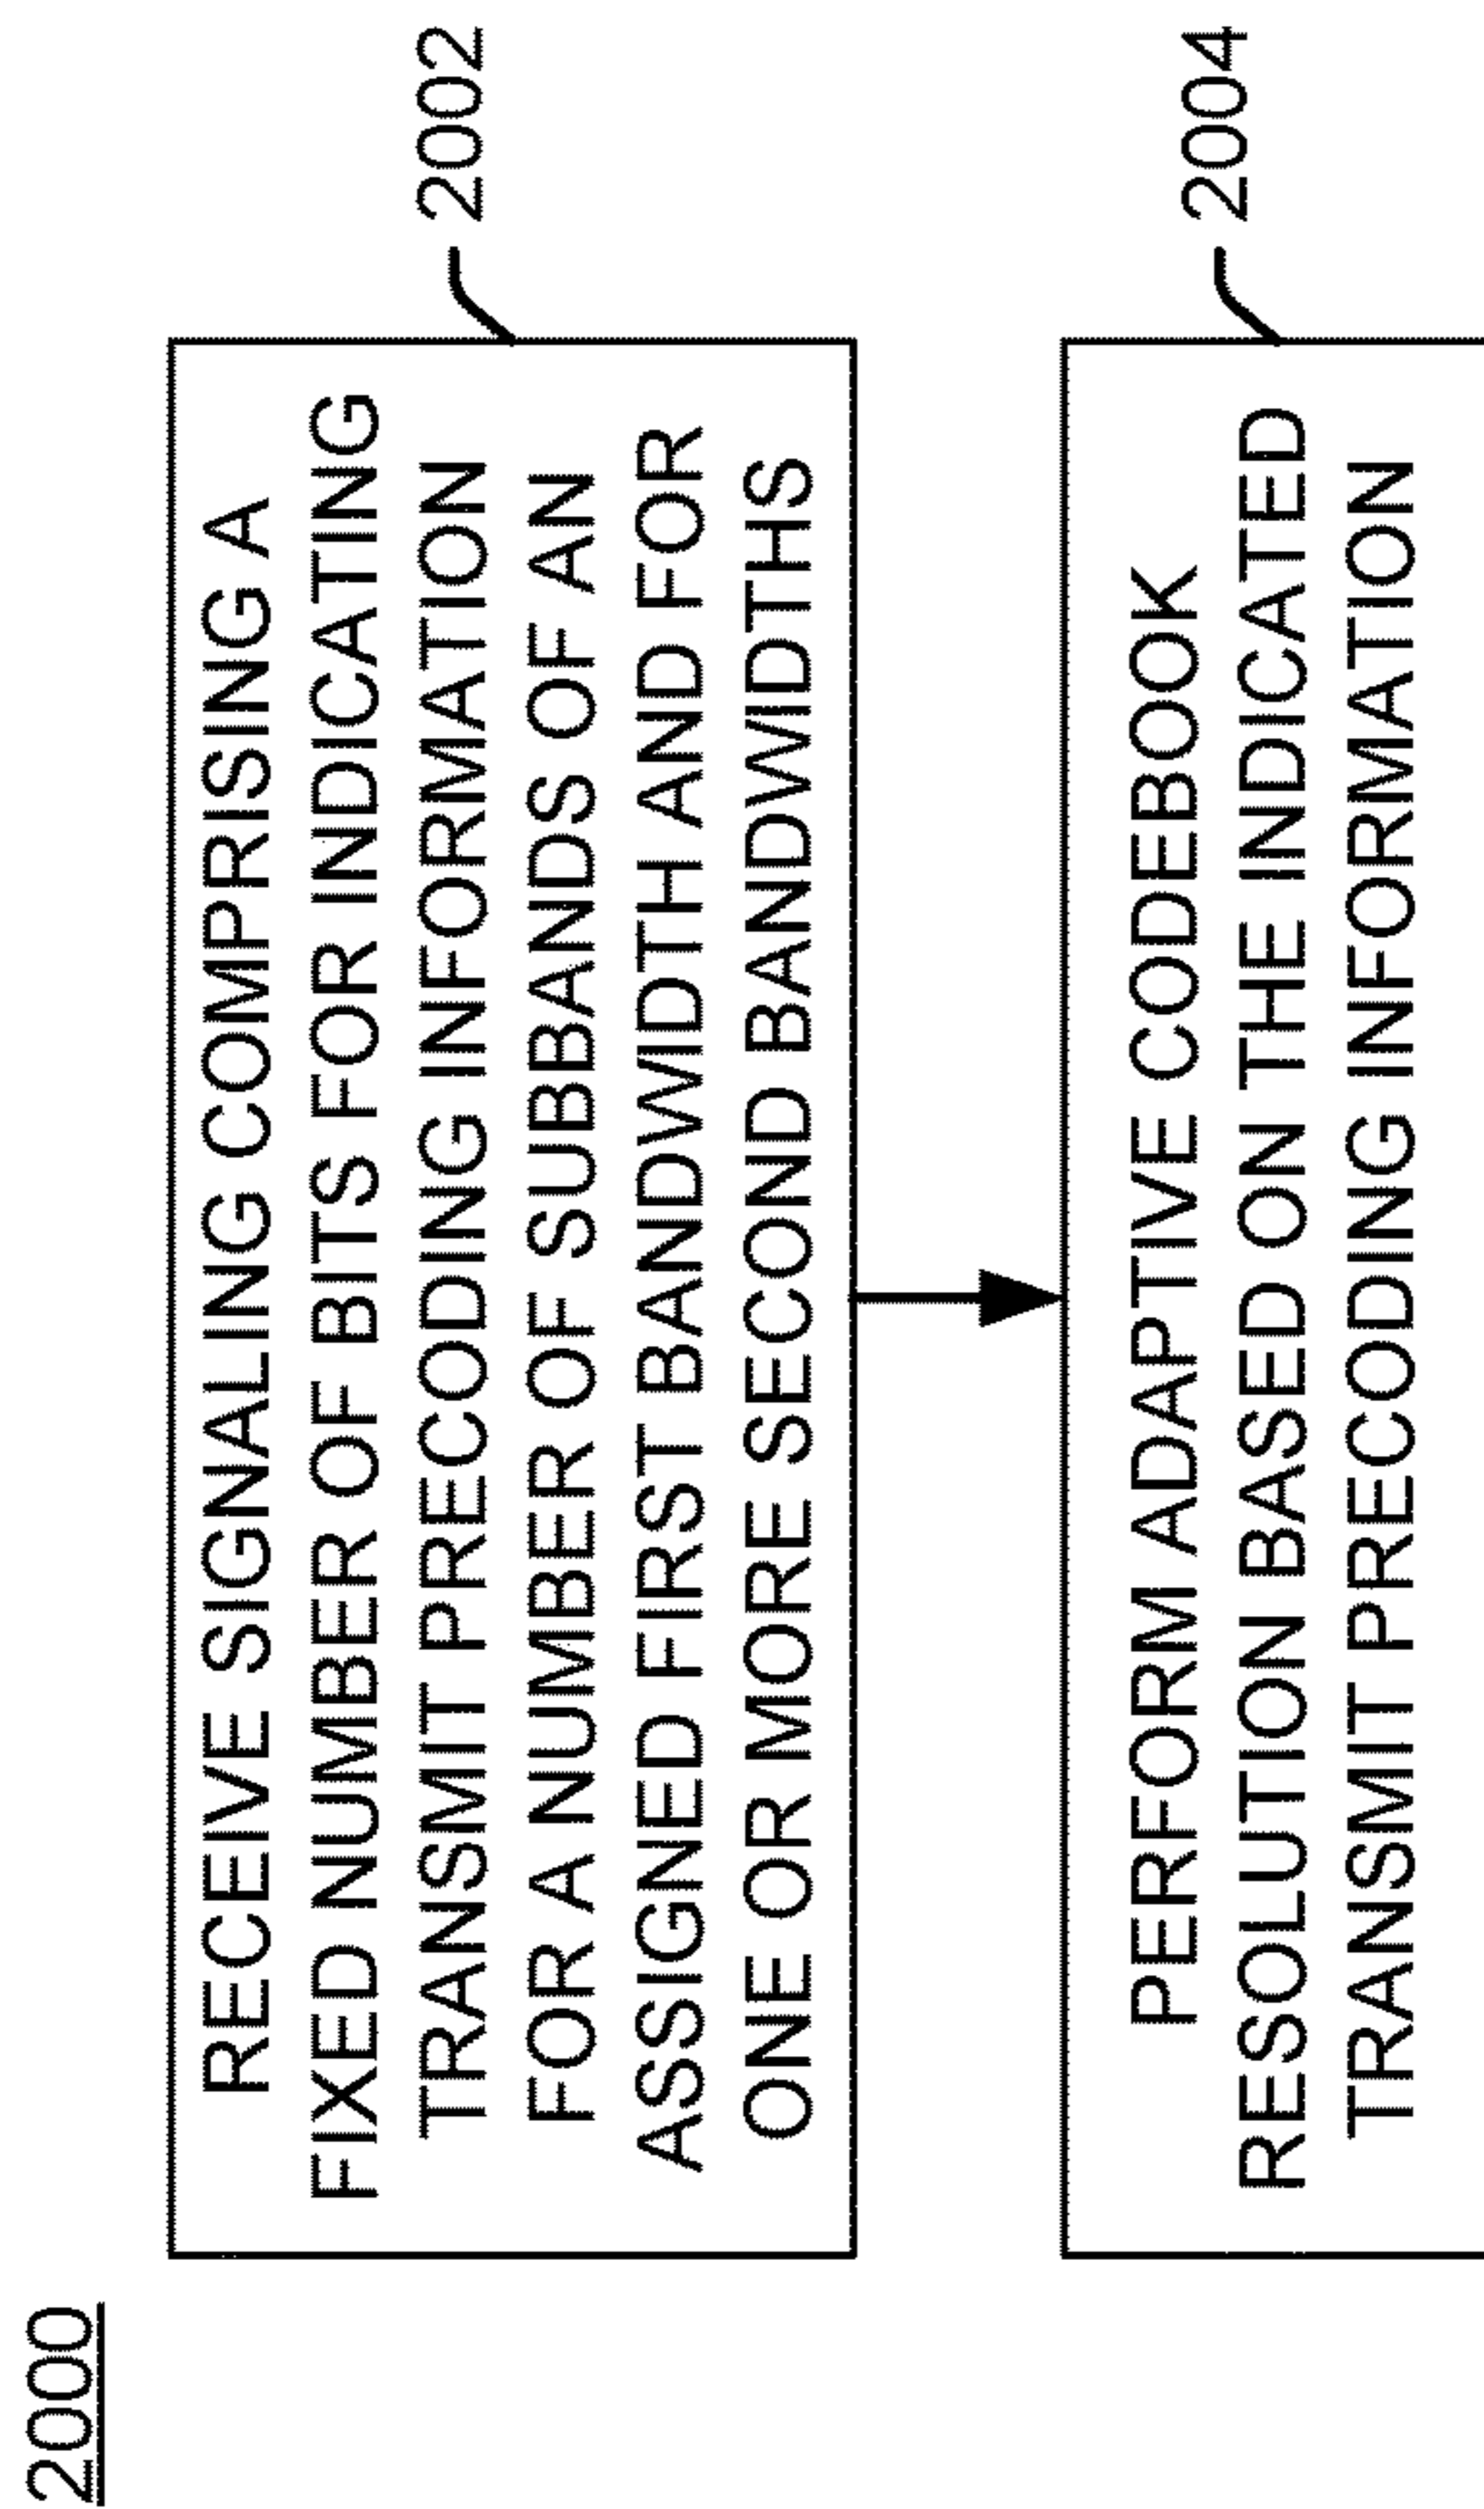 2000
RECEIVE SIGNALING COMPRISING A
FIXED NUMBER OF BITS FOR INDICATING
TRANSMIT PRECODING INFORMATION
FOR A NUMBER OF SUBBANDS OF AN
ASSIGNED FIRST BANDWIDTH AND FOR
ONE OR MORE SECOND BANDWIDTHS
2002
PERFORM ADAPTIVE CODEBOOK
RESOLUTION BASED ON THE INDICATED
TRANSMIT PRECODING INFORMATION
2004